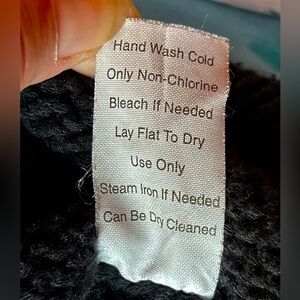 Hand Wash Cold
Only Non-Chlorine
Bleach If Needed
Lay Flat To Dry
Use Only
Steam Iron If Needed
Can Be Dry Cleaned